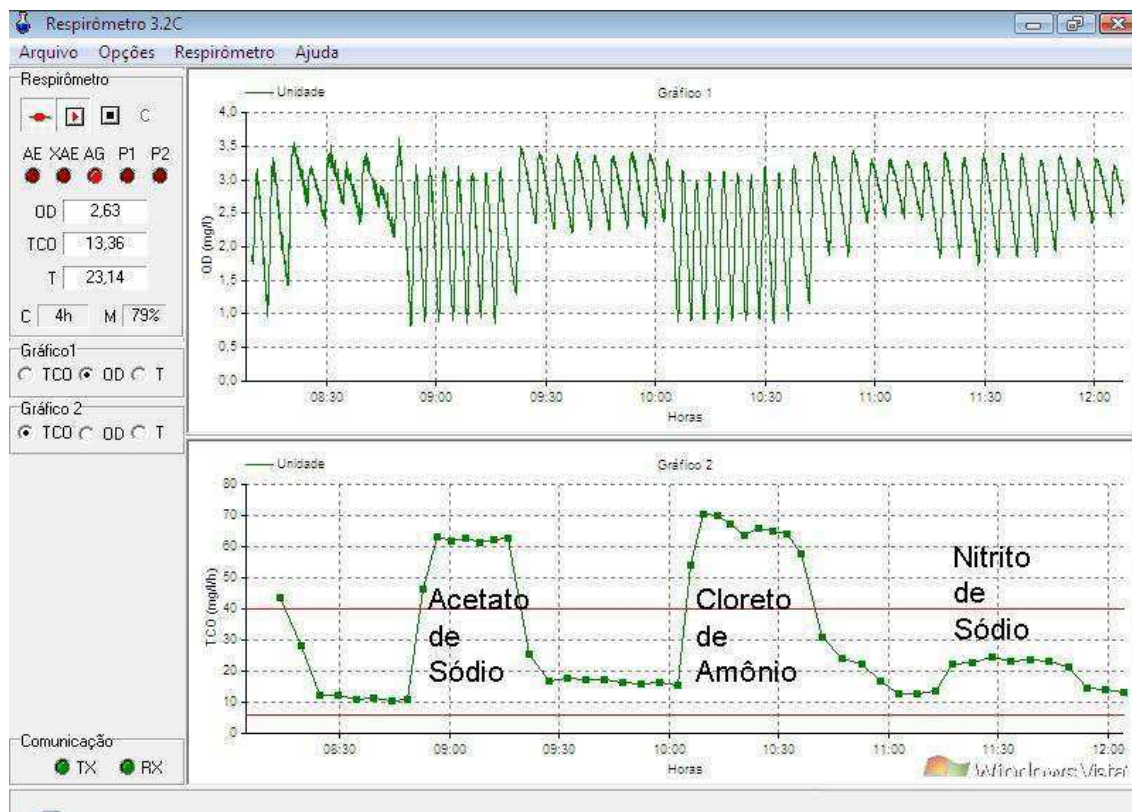 Respirômetro 3.2C
Arquivo Opções Respirômetro Ajuda
Respirômetro
C
AE XAE AG P1 P2
OD 2,63
TCO 13,36
T 23,14
C 4h M 79%
Gráfico1
TCO OD T
Gráfico 2
TCO OD T
Comunicação
TX RX
Unidade
Gráfico 1
OD (mg/l)
4,0
3,5
3,0
2,5
2,0
1,5
1,0
0,5
0,0
08:30 09:00 09:30 10:00 10:30 11:00 11:30 12:00
Horas
Unidade
Gráfico 2
TCO (mg/l/h)
80
70
60
50
40
30
20
10
0
Acetato
de
Sódio
Cloreto
de
Amônio
Nitrito
de
Sódio
08:30 09:00 09:30 10:00 10:30 11:00 11:30 12:00
Horas
Windows Vista